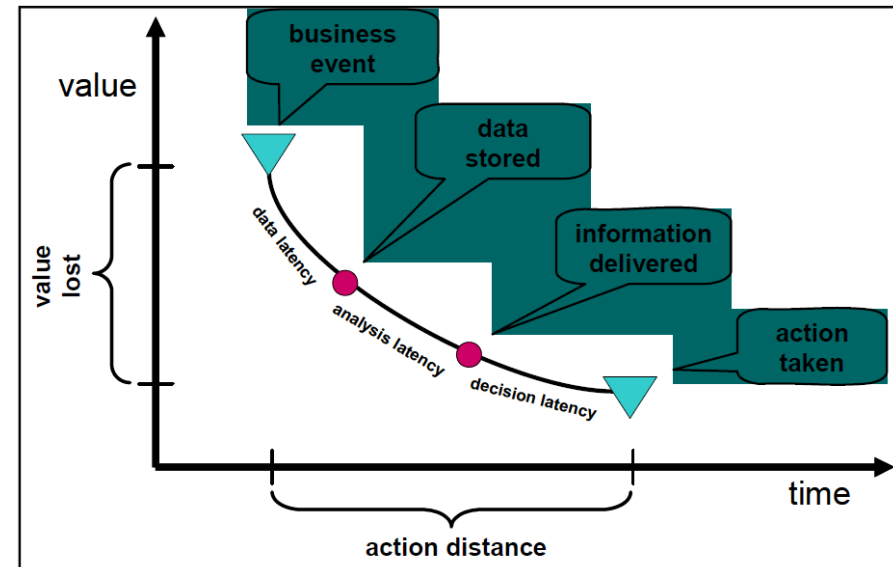 value
business
event
data
stored
information
delivered
action
taken
data latency
analysis latency
decision latency
value
lost
time
action distance